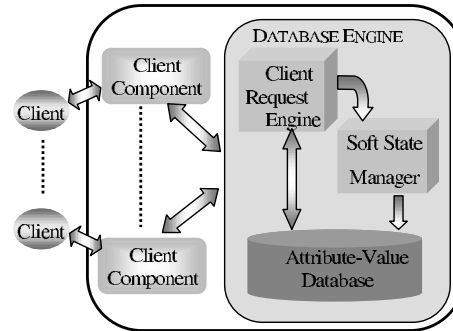 DATABASE ENGINE
Client
Component
Client
Request
Engine
Client
Soft State
Manager
Client
Client
Component
Attribute-Value
Database